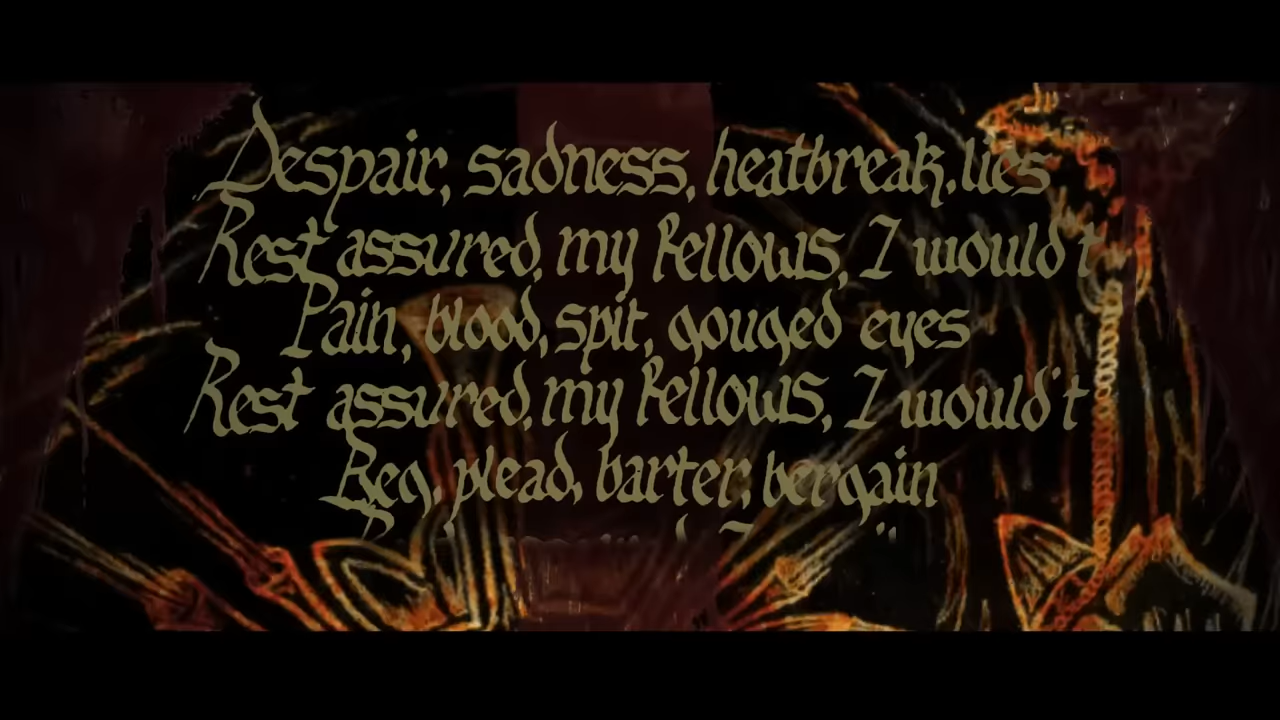 Despair, sadness, heatbreak, lies
Rest assured, my fellows, I would't
Pain, blood, spit, gouged eyes
Rest assured, my fellows, I would't
Beg, plead, barter, bergain